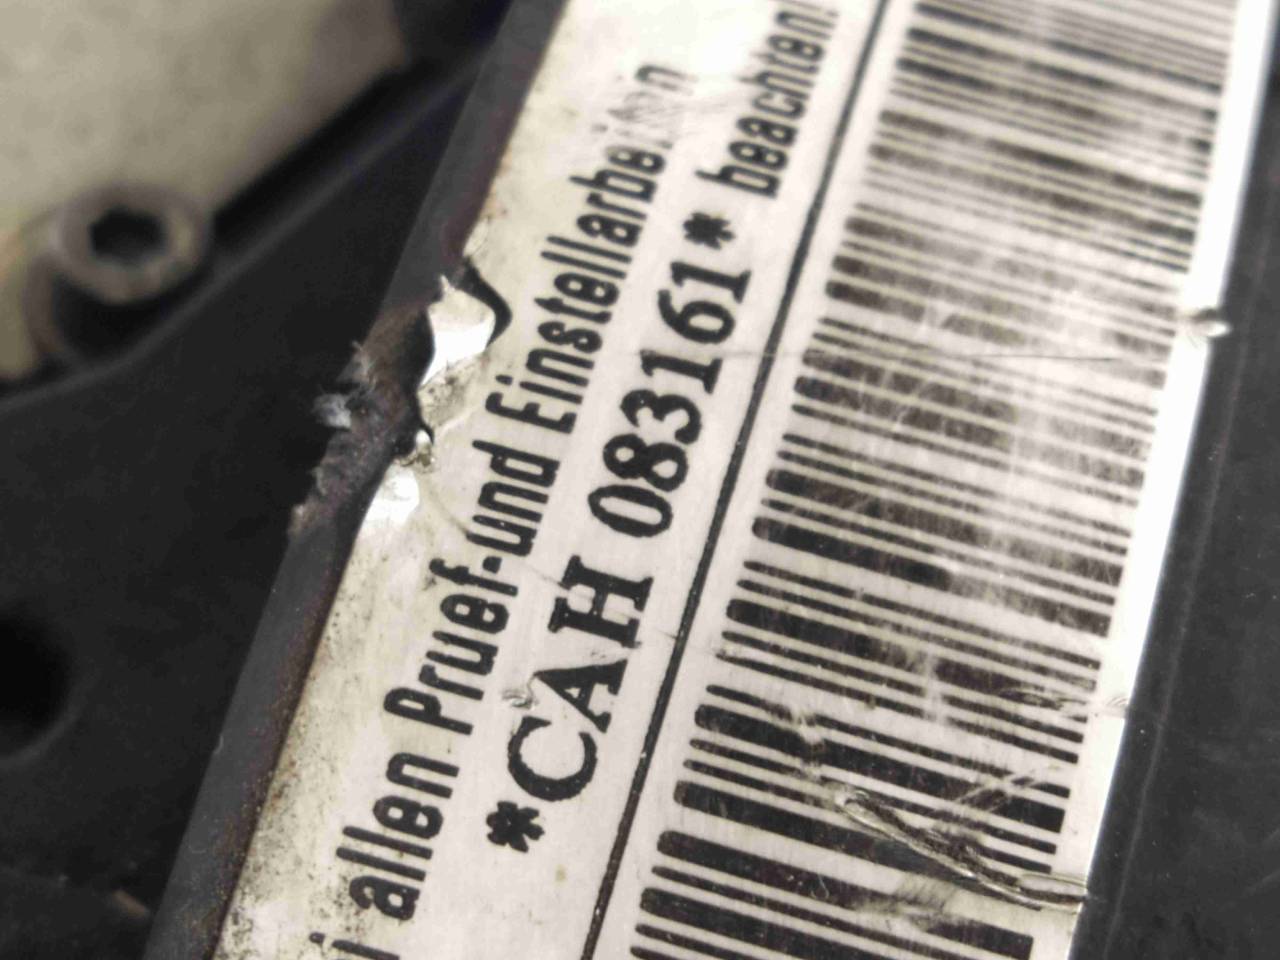 allen Pruef-und Einstellarbeiten
*CAH 083161* beachten!